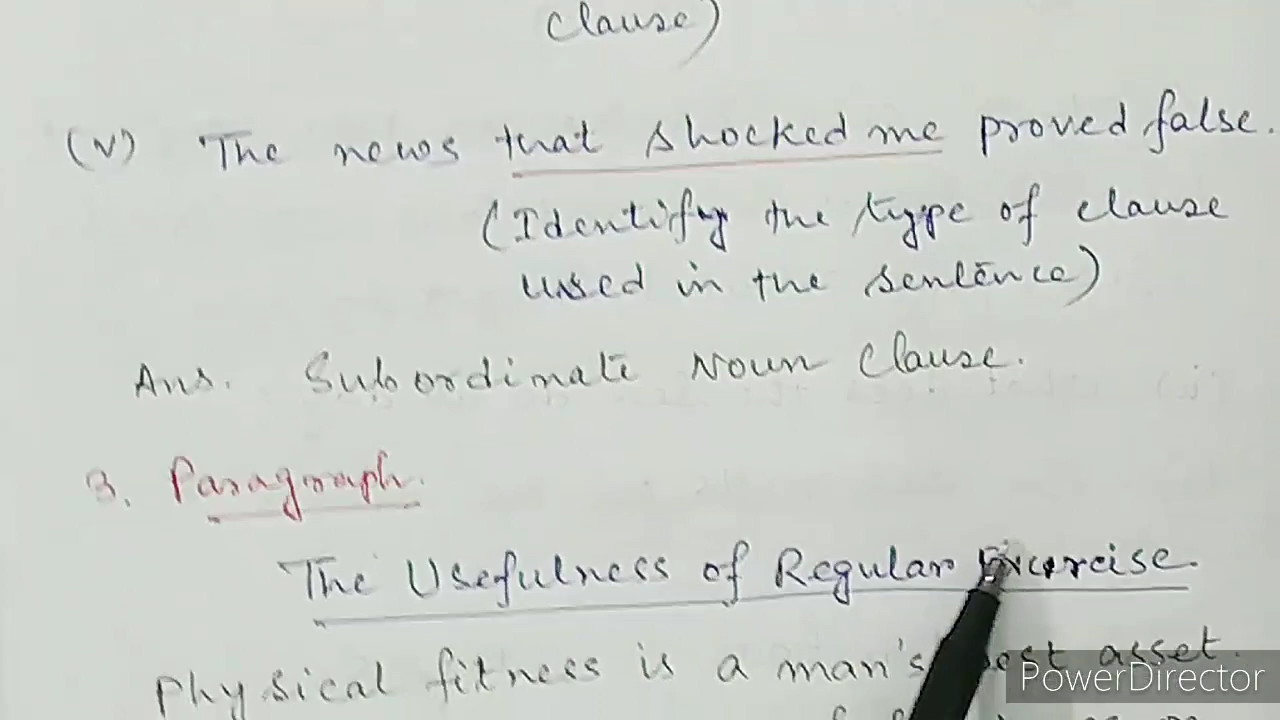 Clause)
(V) The news that shocked me proved false.
(Identify the type of clause
used in the sentence)
Ans. Subordinate Noun Clause.
3. Paragraph.
The Usefulness of Regular Exercise.
Physical fitness is a man's best asset.
PowerDirector